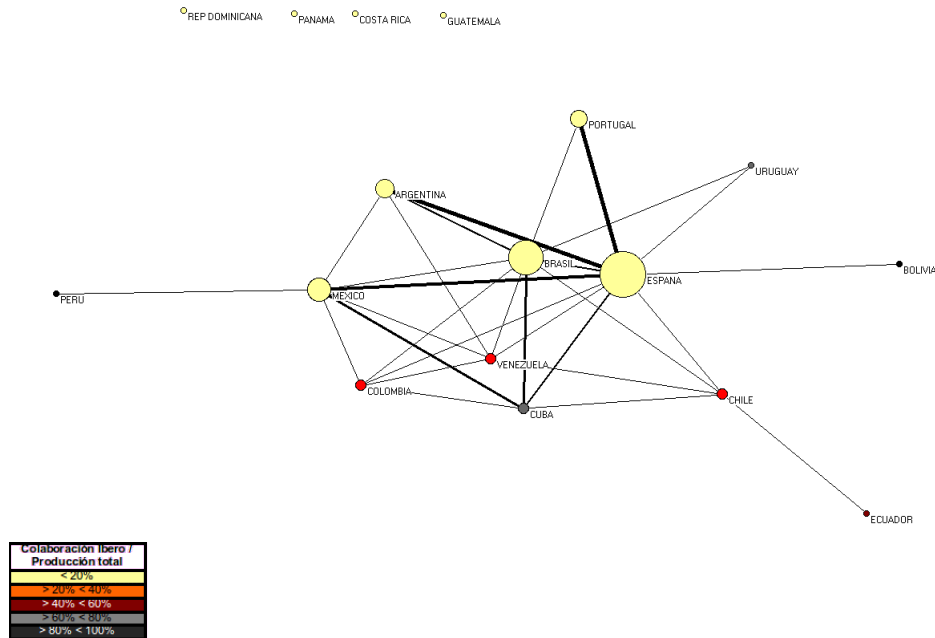 REP DOMINICANA
PANAMA
COSTA RICA
GUATEMALA
PORTUGAL
URUGUAY
ARGENTINA
BRASIL
ESPANA
BOLIVIA
MEXICO
PERU
VENEZUELA
COLOMBIA
CUBA
CHILE
ECUADOR
Colaboración Ibero /
Producción total
< 20%
> 20% < 40%
> 40% < 60%
> 60% < 80%
> 80% < 100%